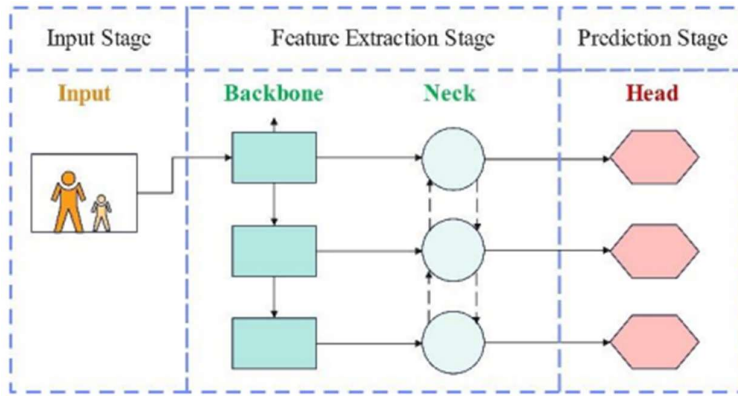 Input Stage
Feature Extraction Stage
Prediction Stage
Input
Backbone
Neck
Head